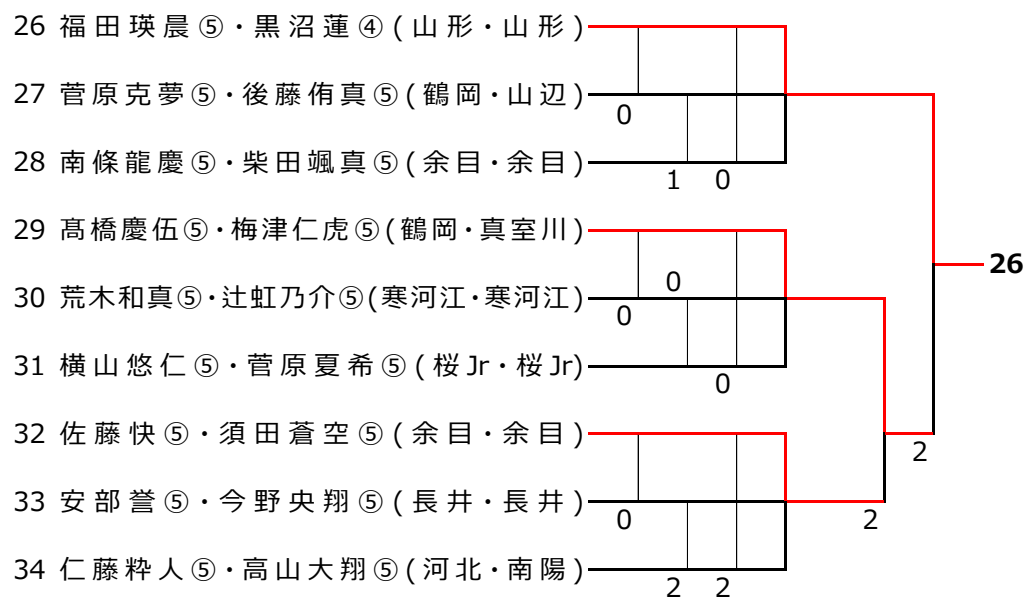 26 福田瑛晨⑤・黒沼蓮④(山形・山形)
27 菅原克夢⑤・後藤侑真⑤(鶴岡・山辺)
0
28 南條龍慶⑤・柴田颯真⑤(余目・余目)
1 0
29 髙橋慶伍⑤・梅津仁虎⑤(鶴岡・真室川)
26
0
30 荒木和真⑤・辻虹乃介⑤(寒河江・寒河江)
0
31 横山悠仁⑤・菅原夏希⑤(桜Jr・桜Jr)
0
32 佐藤快⑤・須田蒼空⑤(余目・余目)
2
33 安部誉⑤・今野央翔⑤(長井・長井)
0 2
34 仁藤粋人⑤・高山大翔⑤(河北・南陽)
2 2